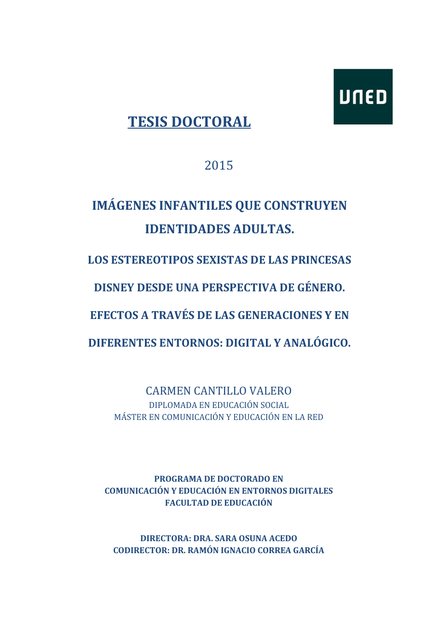 UNED
TESIS DOCTORAL
2015
IMÁGENES INFANTILES QUE CONSTRUYEN
IDENTIDADES ADULTAS.
LOS ESTEREOTIPOS SEXISTAS DE LAS PRINCESAS
DISNEY DESDE UNA PERSPECTIVA DE GÉNERO.
EFECTOS A TRAVÉS DE LAS GENERACIONES Y EN
DIFERENTES ENTORNOS: DIGITAL Y ANALÓGICO.
CARMEN CANTILLO VALERO
DIPLOMADA EN EDUCACIÓN SOCIAL
MÁSTER EN COMUNICACIÓN Y EDUCACIÓN EN LA RED
PROGRAMA DE DOCTORADO EN
COMUNICACIÓN Y EDUCACIÓN EN ENTORNOS DIGITALES
FACULTAD DE EDUCACIÓN
DIRECTORA: DRA. SARA OSUNA ACEDO
CODIRECTOR: DR. RAMÓN IGNACIO CORREA GARCÍA